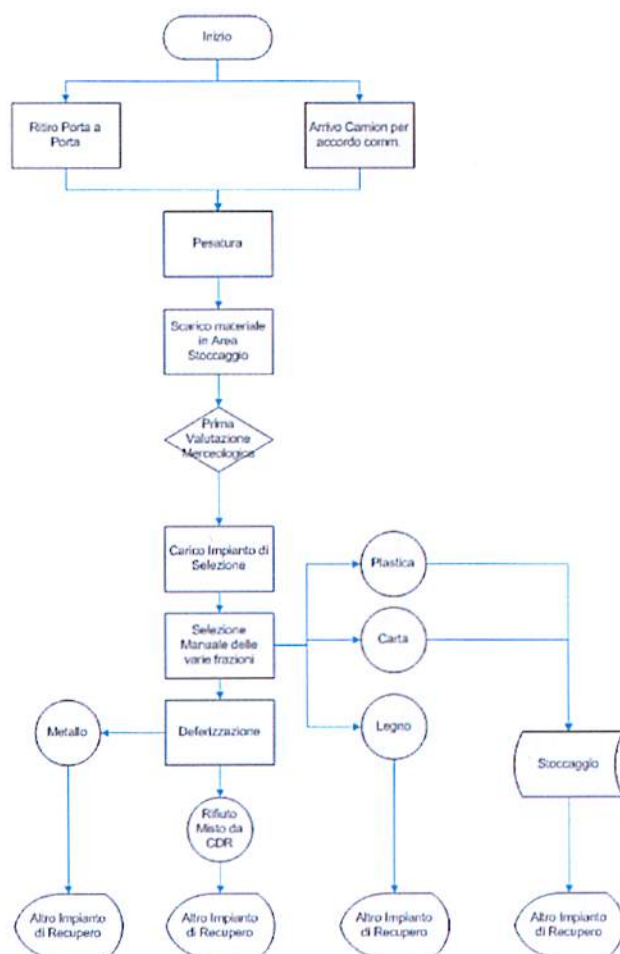 Inizio
Ritiro Porta a
Porta
Arrivo Camion per
accordo comm.
Pesatura
Scarico materiale
in Area
Stoccaggio
Prima
Valutazione
Merceologica
Carico Impianto di
Selezione
Plastica
Selezione
Manuale delle
varie frazioni
Carta
Metallo
Deferizzazione
Legno
Stoccaggio
Rifiuto
Misto da
CDR
Altro Impianto
di Recupero
Altro Impianto
di Recupero
Altro Impianto
di Recupero
Altro Impianto
di Recupero